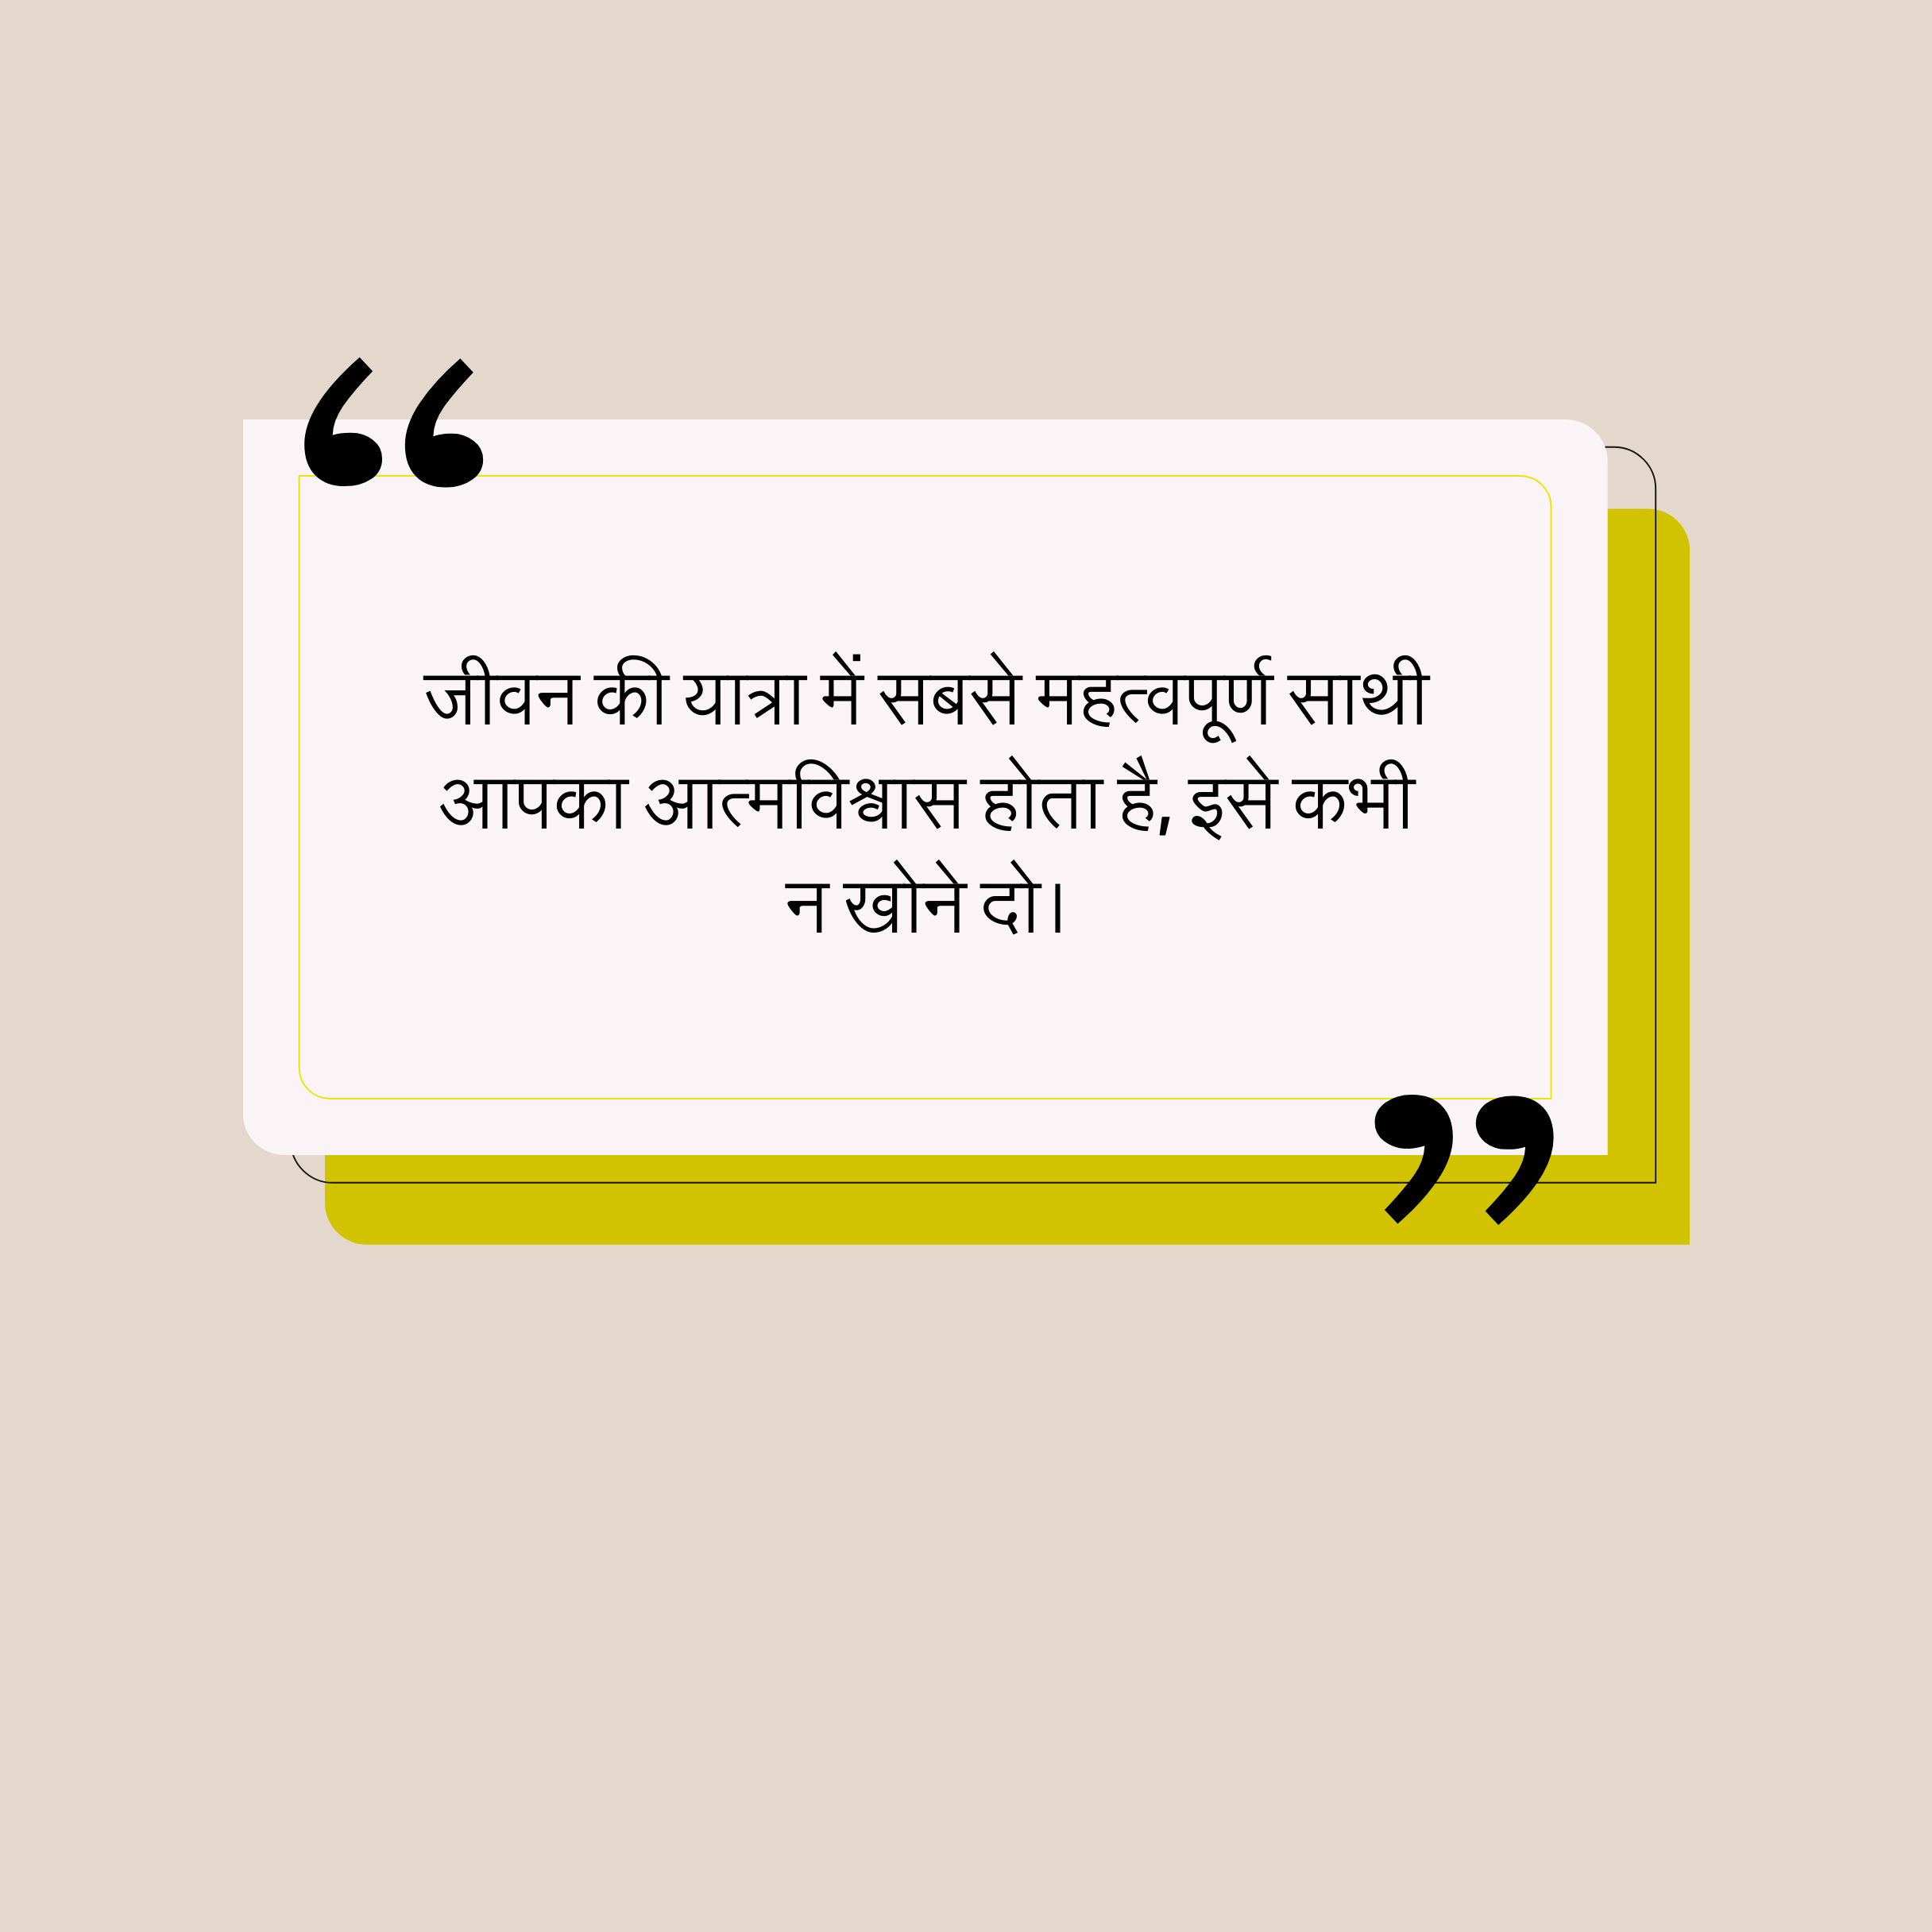 “
जीवन की यात्रा में सबसे महत्वपूर्ण साथी
आपका आत्मविश्वास होता है, इसे कभी
न खोने दो।
”